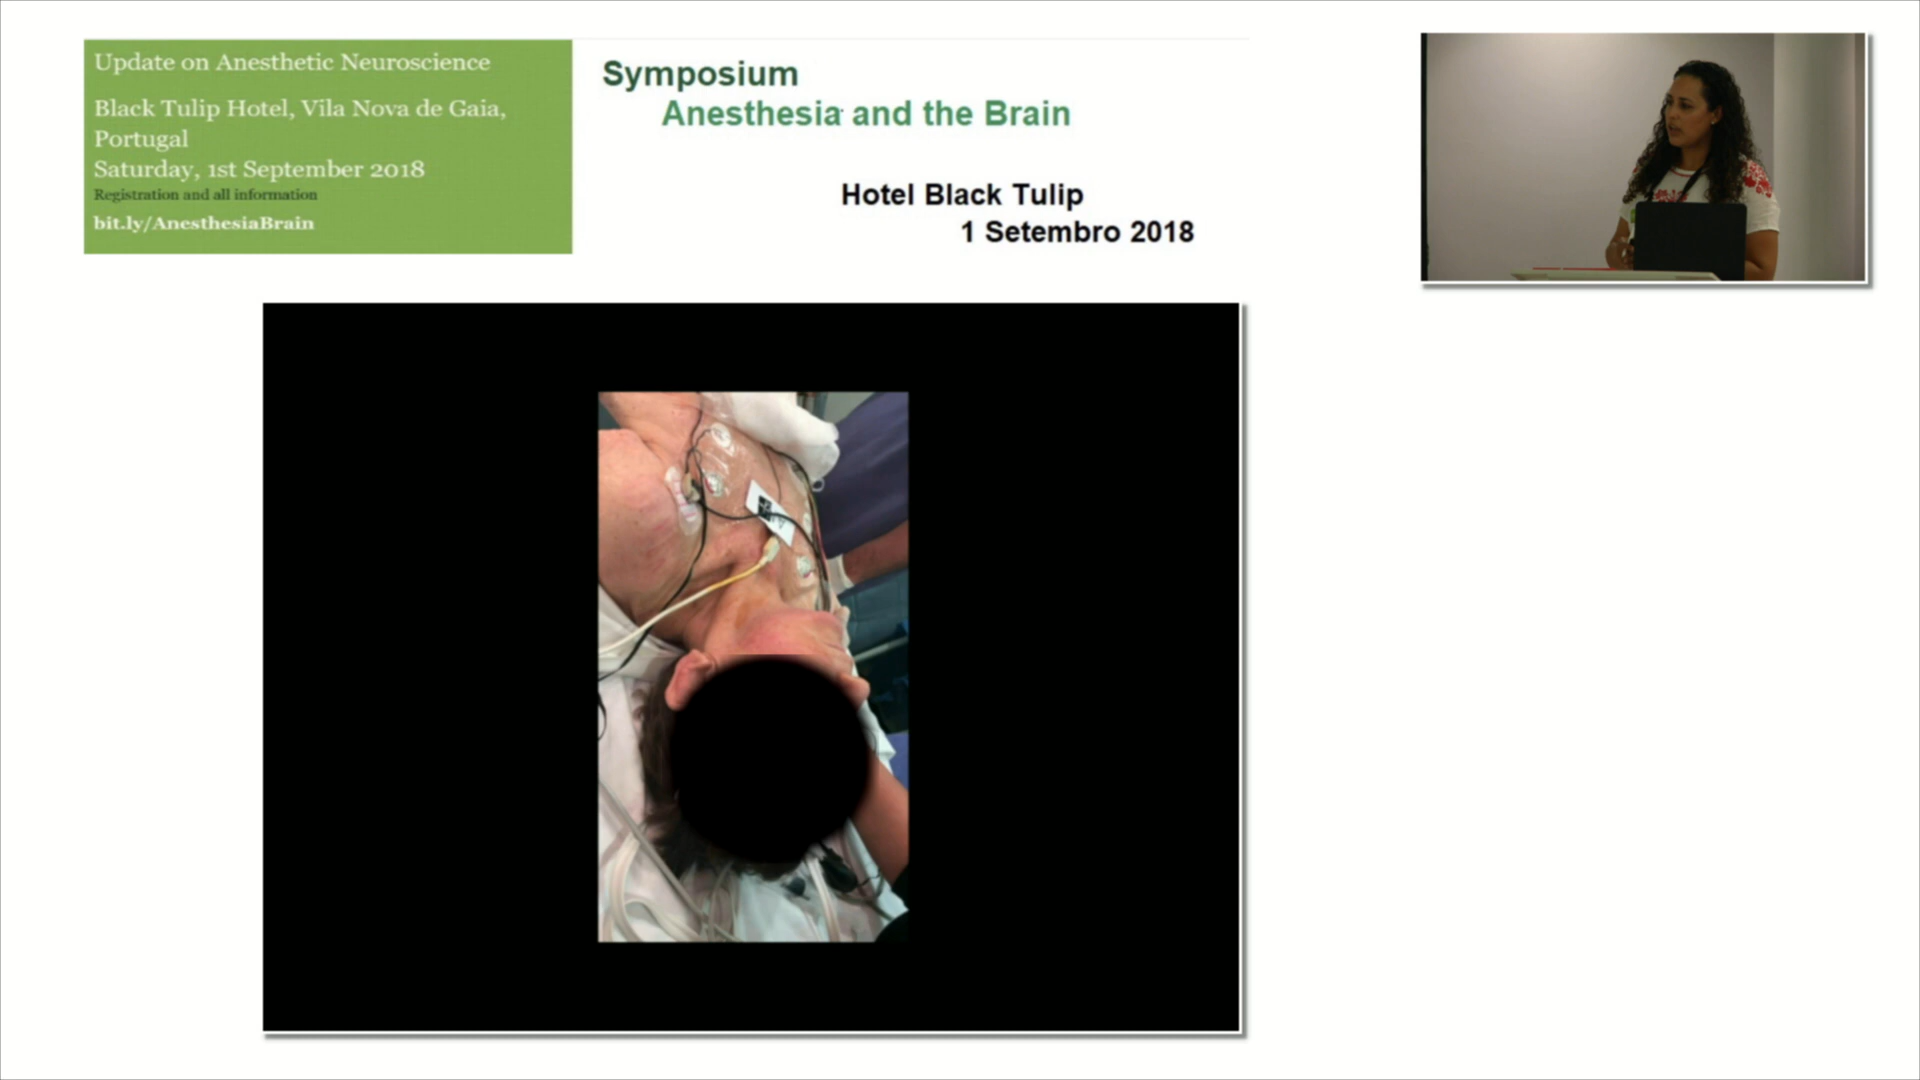 Update on Anesthetic Neuroscience
Black Tulip Hotel, Vila Nova de Gaia,
Portugal
Saturday, 1st September 2018
Registration and all information
bit.ly/AnesthesiaBrain
Symposium
Anesthesia and the Brain
Hotel Black Tulip
1 Setembro 2018